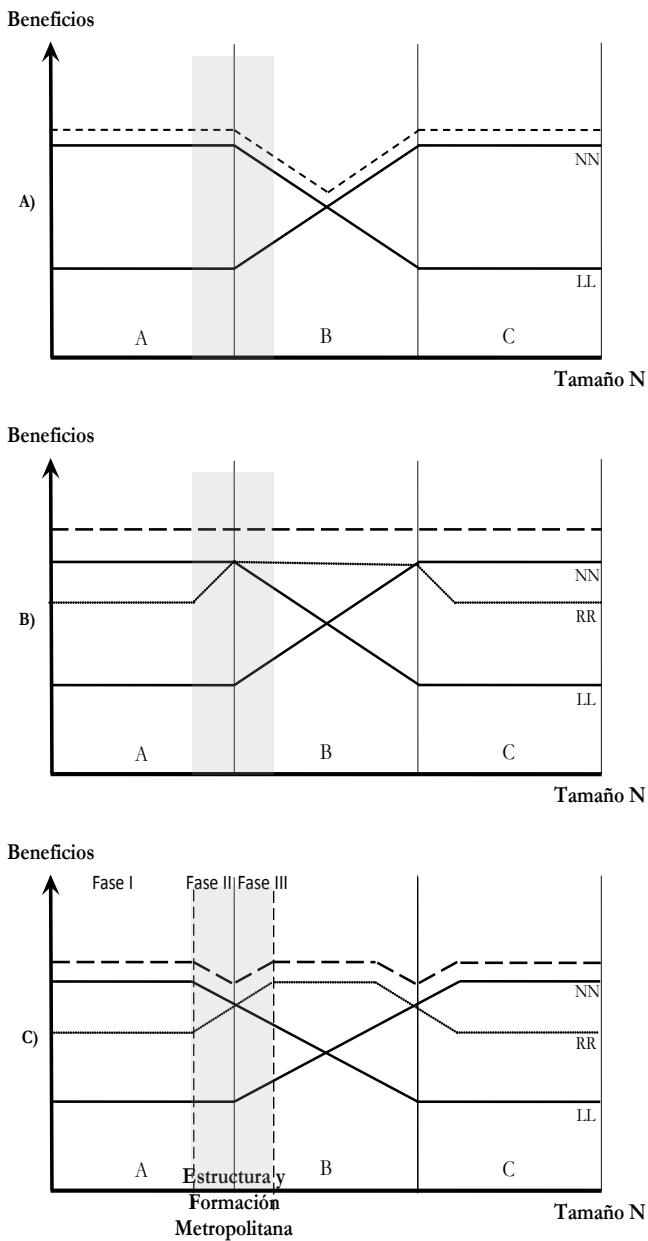 Beneficios
A)
NN
LL
A
B
C
Tamaño N
Beneficios
B)
NN
RR
LL
A
B
C
Tamaño N
Beneficios
Fase I
Fase II
Fase III
C)
NN
RR
LL
A
B
C
Estructura y
Formación
Metropolitana
Tamaño N